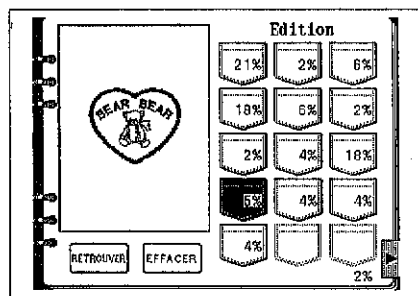 Edition
BEAR BEAR
21% 2% 6%
18% 6% 2%
2% 4% 18%
5% 4% 4%
4%
RETROUVER EFFACER
2%